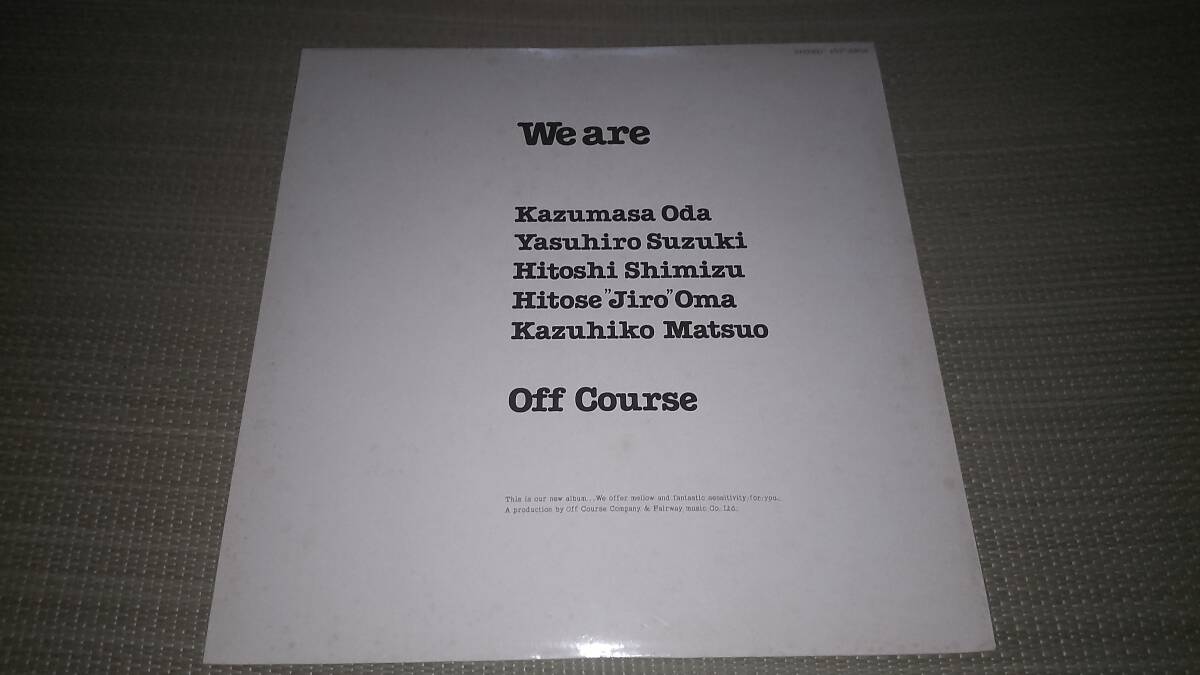 We are
Kazumasa Oda
Yasuhiro Suzuki
Hitoshi Shimizu
Hitose "Jiro" Oma
Kazuhiko Matsuo
Off Course
This is our new album...We offer mellow and fantastic sensitivity for you.
A production by Off Course Company & Fairway music Co. Ltd.